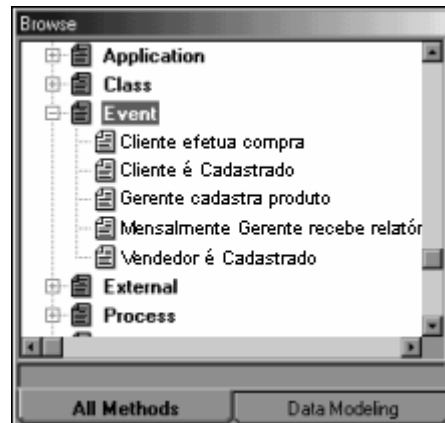 Browse
Application
Class
Event
Cliente efetua compra
Cliente é Cadastrado
Gerente cadastra produto
Mensalmente Gerente recebe relatór
Vendedor é Cadastrado
External
Process
All Methods
Data Modeling